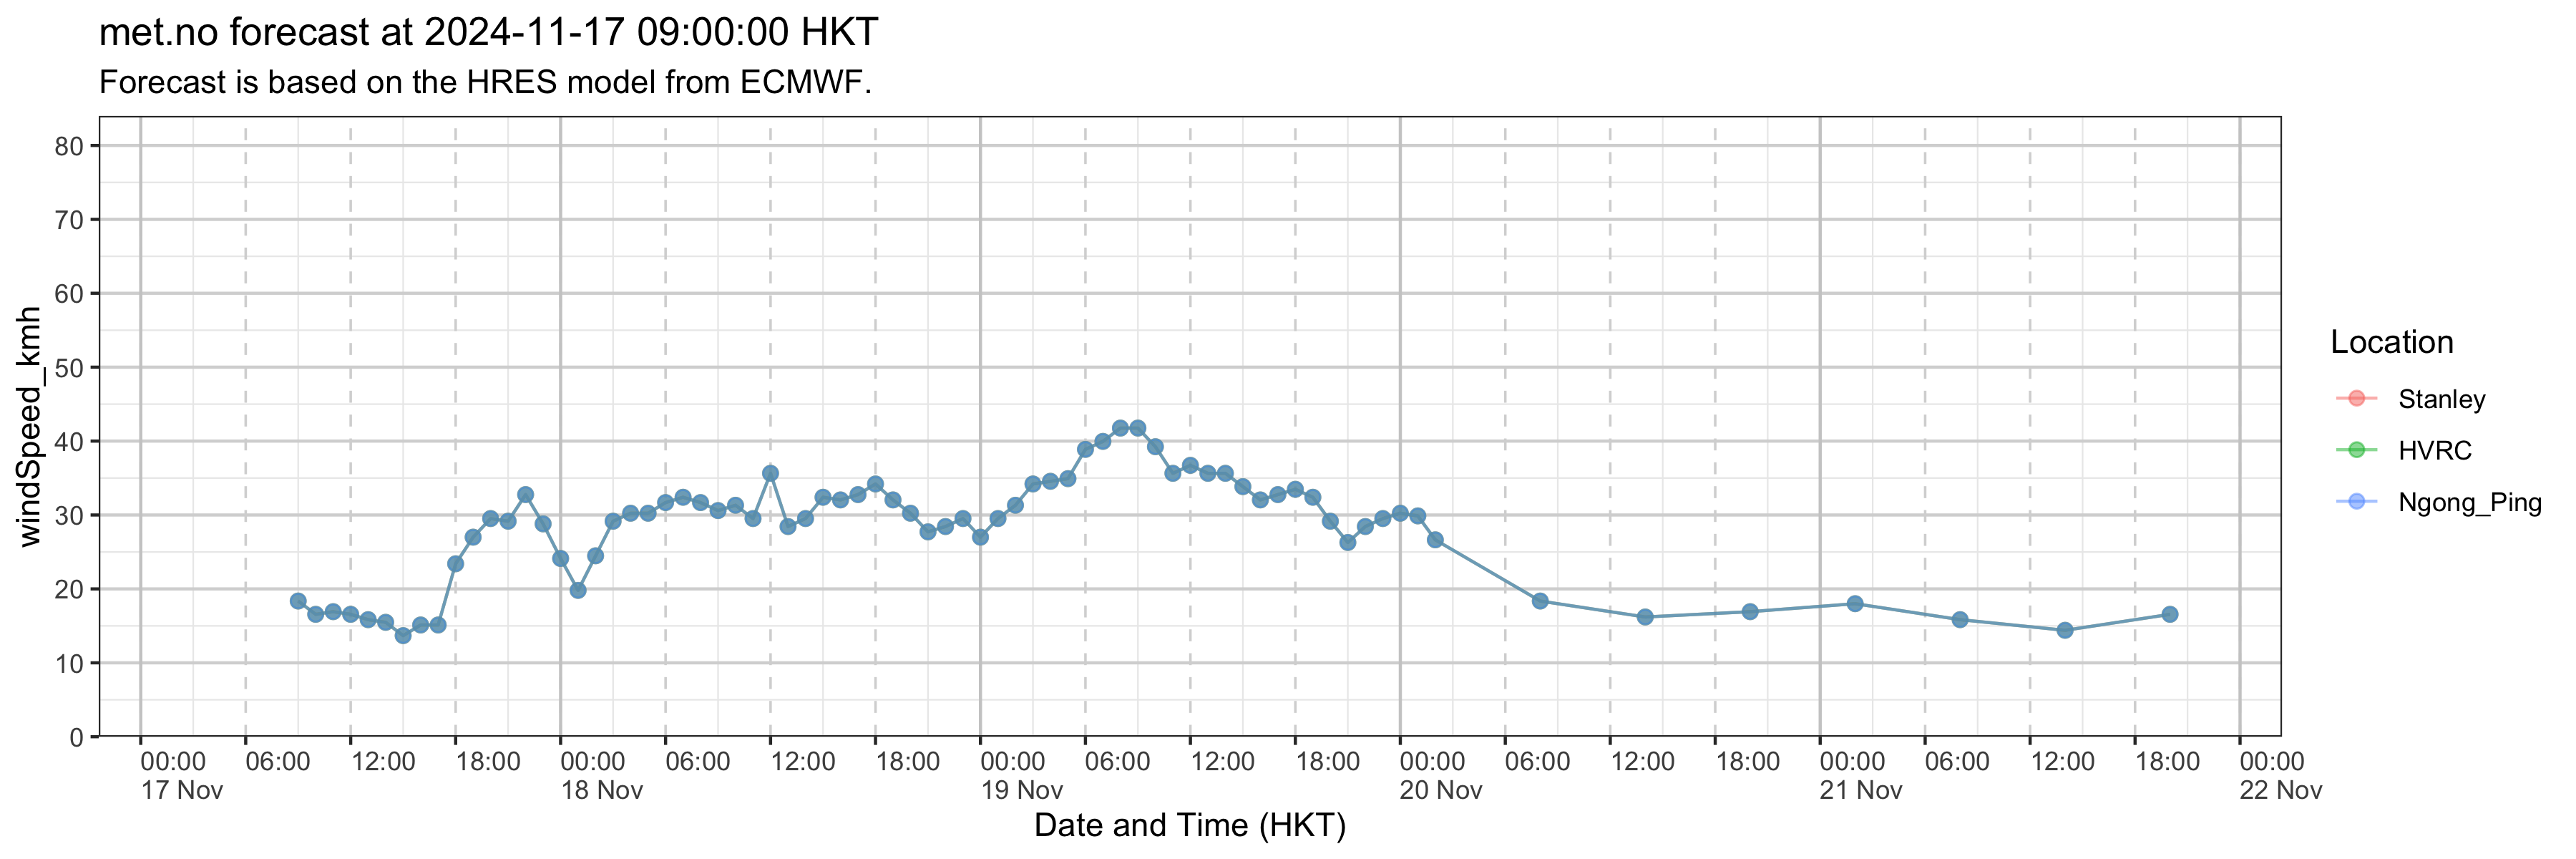 met.no forecast at 2024-11-17 09:00:00 HKT
Forecast is based on the HRES model from ECMWF.
windSpeed_kmh
80
70
60
50
40
30
20
10
0
00:00 06:00 12:00 18:00 00:00 06:00 12:00 18:00 00:00 06:00 12:00 18:00 00:00 06:00 12:00 18:00 00:00 06:00 12:00 18:00 00:00
17 Nov 18 Nov 19 Nov 20 Nov 21 Nov 22 Nov
Date and Time (HKT)
Location
Stanley
HVRC
Ngong_Ping